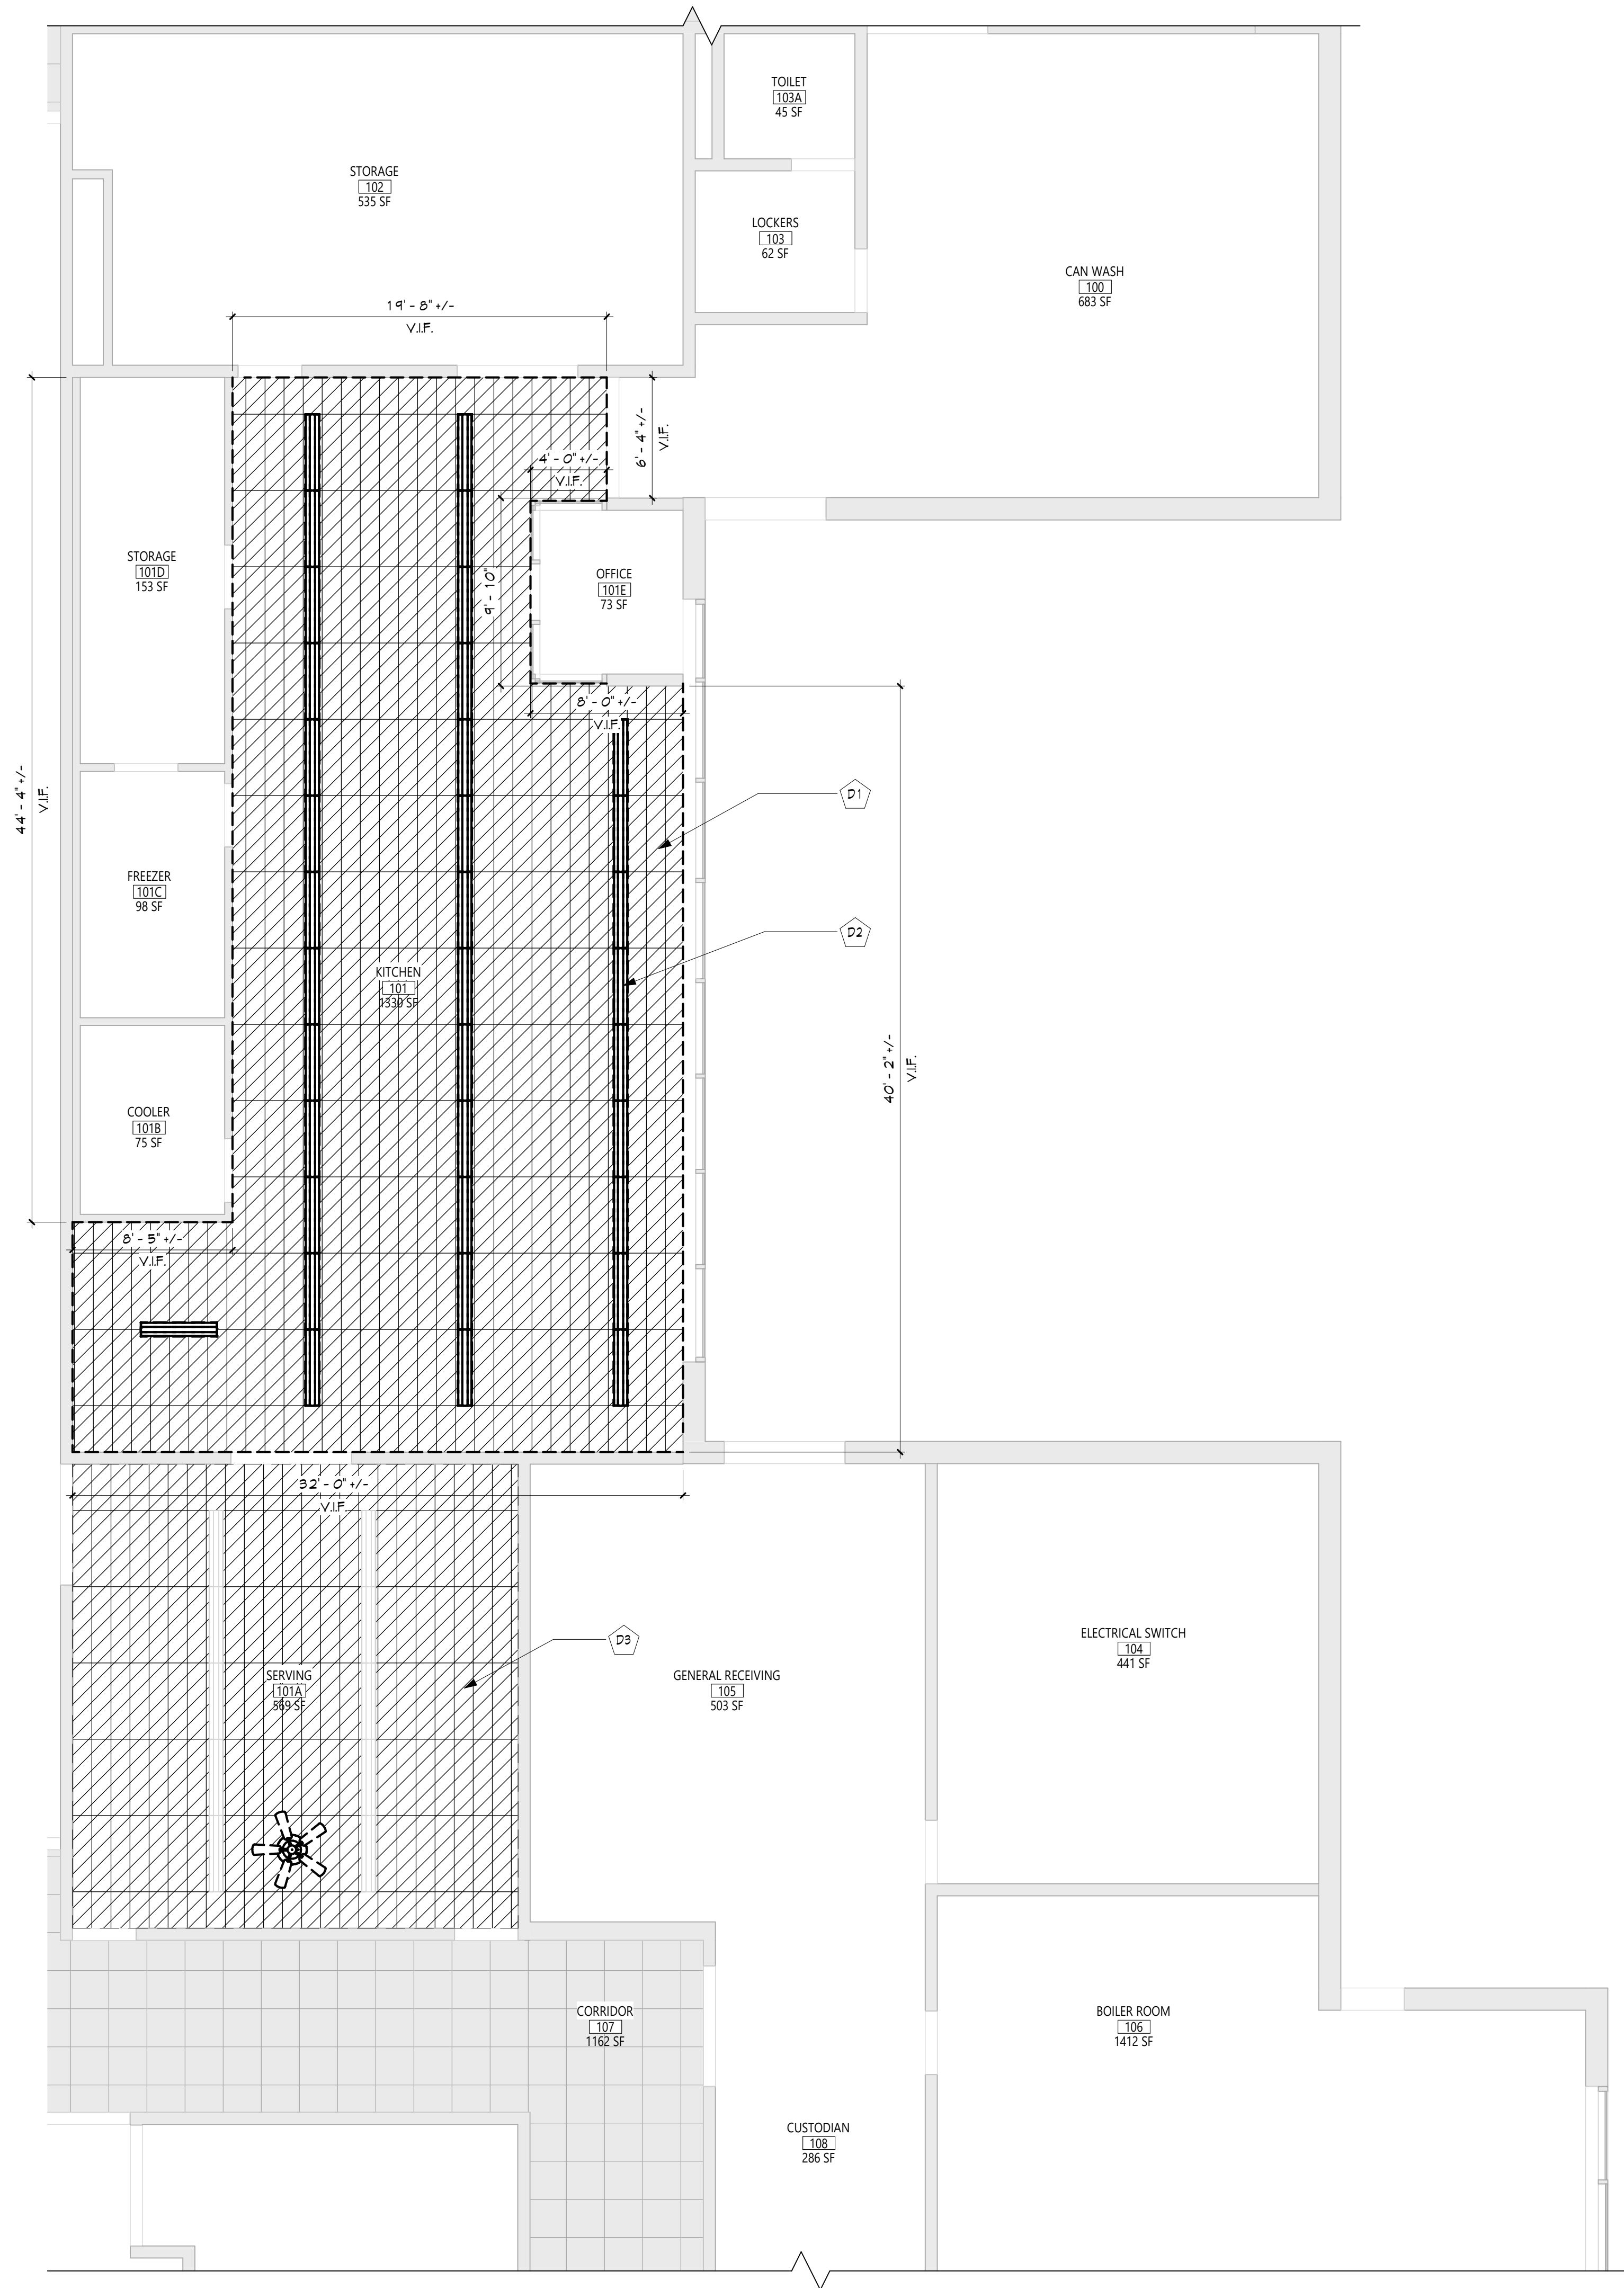 TOILET
103A
45 SF
STORAGE
102
535 SF
LOCKERS
103
62 SF
CAN WASH
100
683 SF
19' - 8" +/-
V.I.F.
6' - 4" +/-
V.I.F.
4' - 0" +/-
V.I.F.
STORAGE
101D
153 SF
9' - 10"
OFFICE
101E
73 SF
8' - 0" +/-
V.I.F.
44' - 4" +/-
V.I.F.
D1
FREEZER
101C
98 SF
D2
KITCHEN
101
1330 SF
40' - 2" +/-
V.I.F.
COOLER
101B
75 SF
8' - 5" +/-
V.I.F.
32' - 0" +/-
V.I.F.
D3
SERVING
101A
569 SF
GENERAL RECEIVING
105
503 SF
ELECTRICAL SWITCH
104
441 SF
CORRIDOR
107
1162 SF
BOILER ROOM
106
1412 SF
CUSTODIAN
108
286 SF